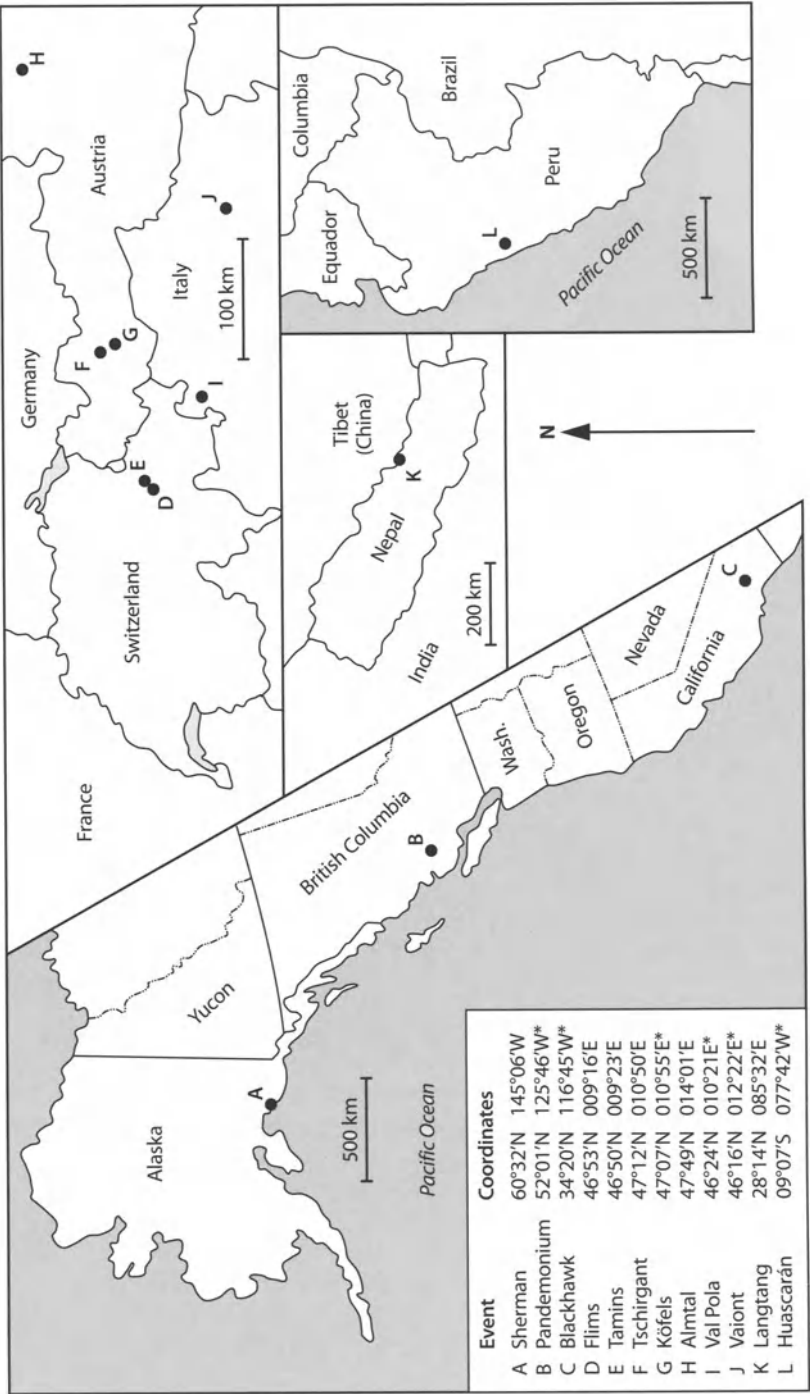 Alaska
Yucon
British Columbia
Wash.
Oregon
Nevada
California
Pacific Ocean
500 km
A
B
C
France
Switzerland
Germany
Austria
Italy
100 km
D
E
F
G
H
I
J
India
Nepal
Tibet
(China)
200 km
K
N
Columbia
Equador
Brazil
Peru
Pacific Ocean
500 km
L
Event Coordinates
A Sherman 60°32'N 145°06'W
B Pandemonium 52°01'N 125°46'W*
C Blackhawk 34°20'N 116°45'W*
D Flims 46°53'N 009°16'E
E Tamins 46°50'N 009°23'E
F Tschirgant 47°12'N 010°50'E
G Köfels 47°07'N 010°55'E*
H Almtal 47°49'N 014°01'E
I Val Pola 46°24'N 010°21E*
J Vaiont 46°16'N 012°22'E*
K Langtang 28°14'N 085°32'E
L Huascarán 09°07'S 077°42'W*